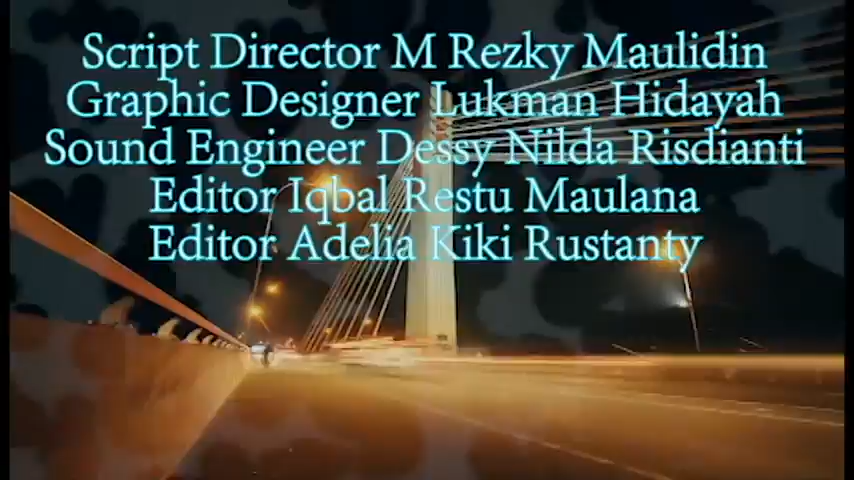 Script Director M Rezky Maulidin
Graphic Designer Lukman Hidayah
Sound Engineer Dessy Nilda Risdianti
Editor Iqbal Restu Maulana
Editor Adelia Kiki Rustanty